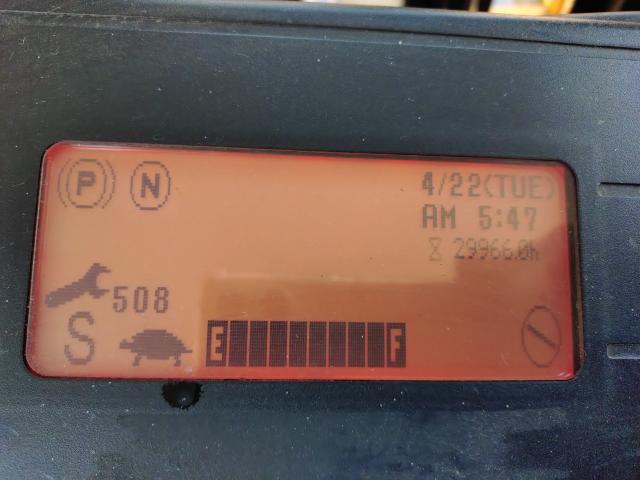 P N
4/22(TUE)
AM 5:47
29966.0h
508
S
E F